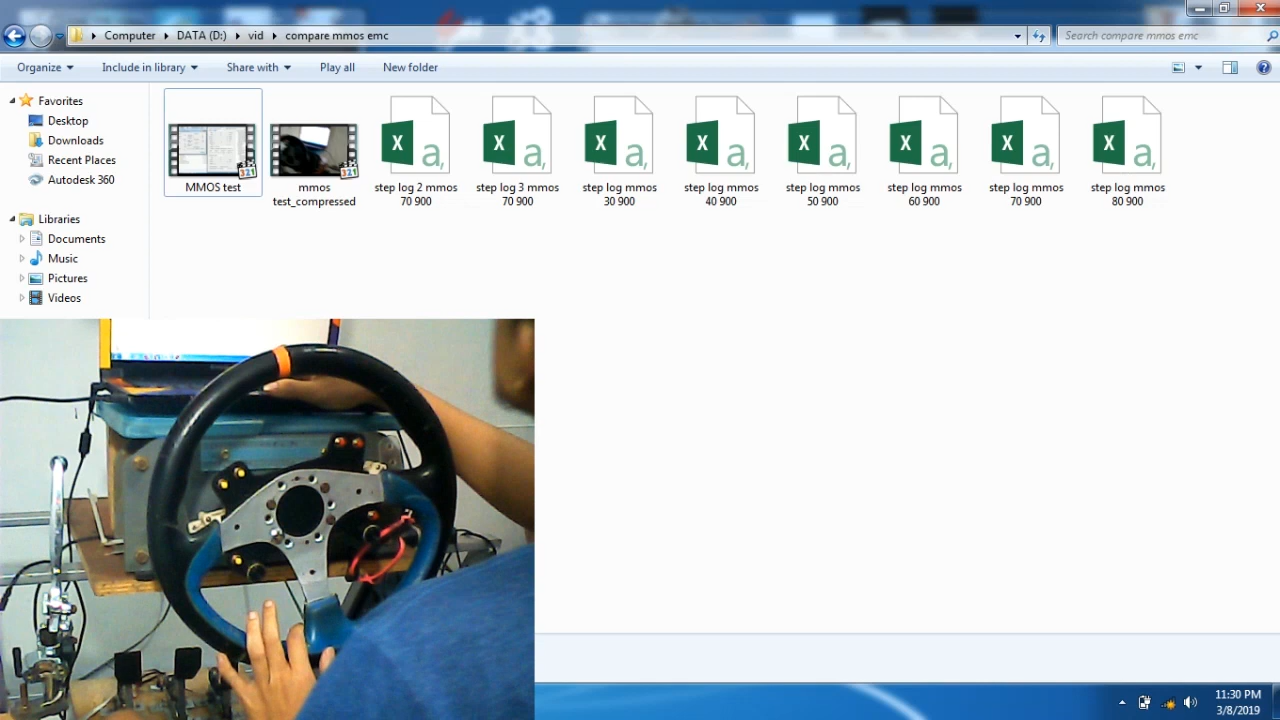 Computer DATA (D:) vid compare mmos emc
Search compare mmos emc
Organize Include in library Share with Play all New folder
Favorites
Desktop
Downloads
Recent Places
Autodesk 360
Libraries
Documents
Music
Pictures
Videos
321
MMOS test
321
mmos
test_compressed
X a,
step log 2 mmos
70 900
X a,
step log 3 mmos
70 900
X a,
step log mmos
30 900
X a,
step log mmos
40 900
X a,
step log mmos
50 900
X a,
step log mmos
60 900
X a,
step log mmos
70 900
X a,
step log mmos
80 900
11:30 PM
3/8/2019